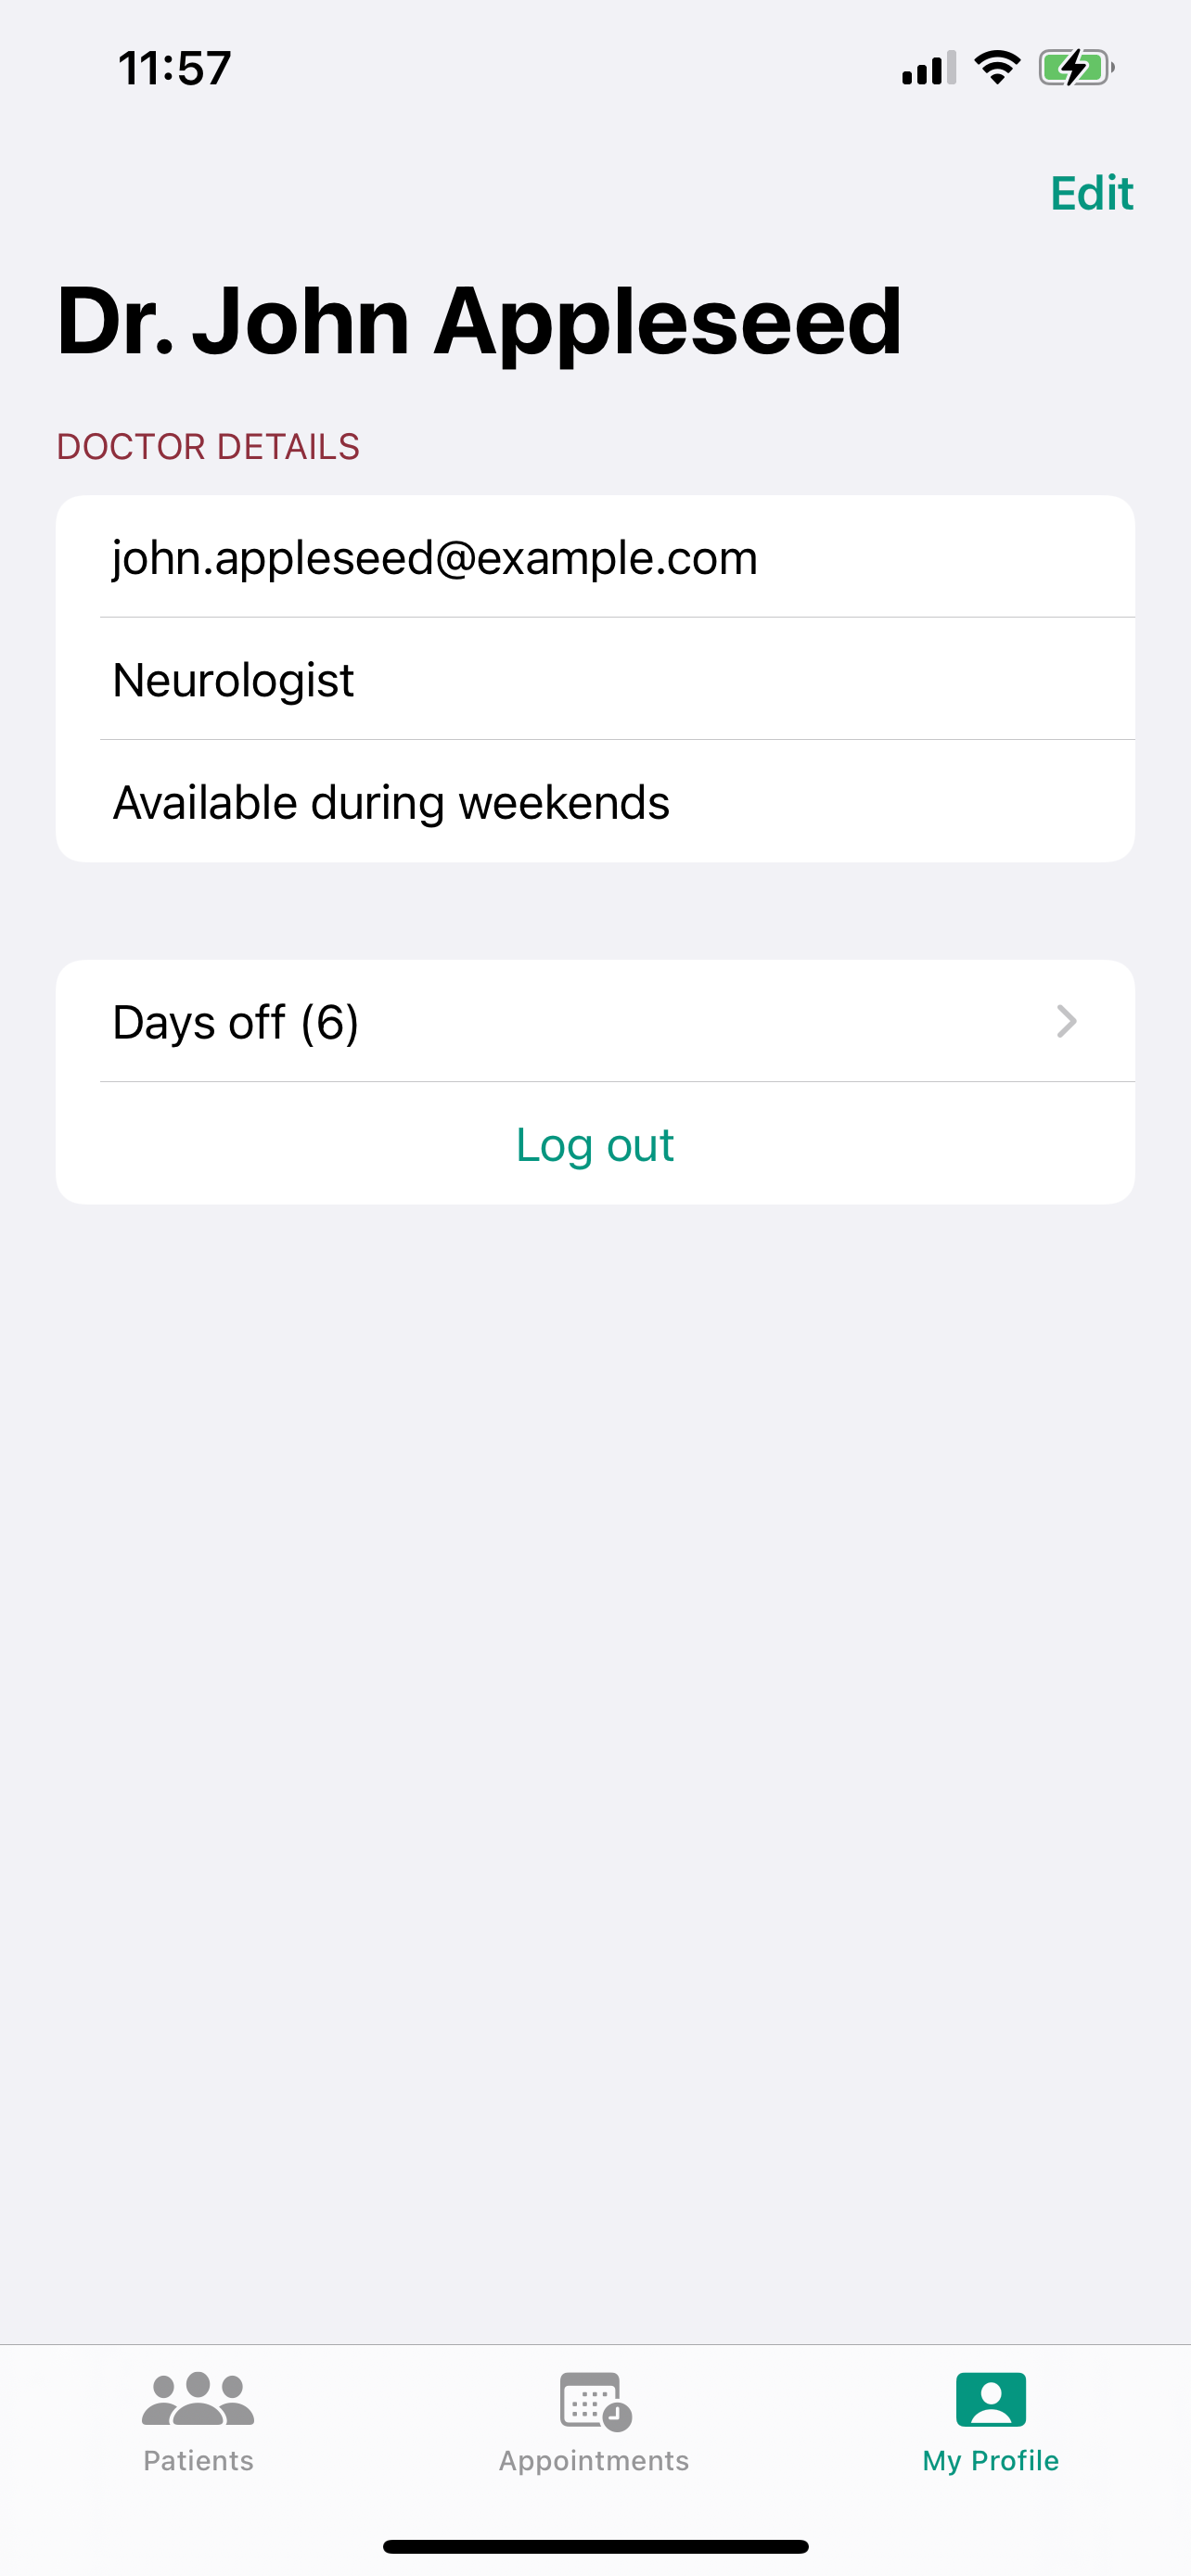 11:57
Edit
Dr. John Appleseed
DOCTOR DETAILS
john.appleseed@example.com
Neurologist
Available during weekends
Days off (6)
Log out
Patients
Appointments
My Profile